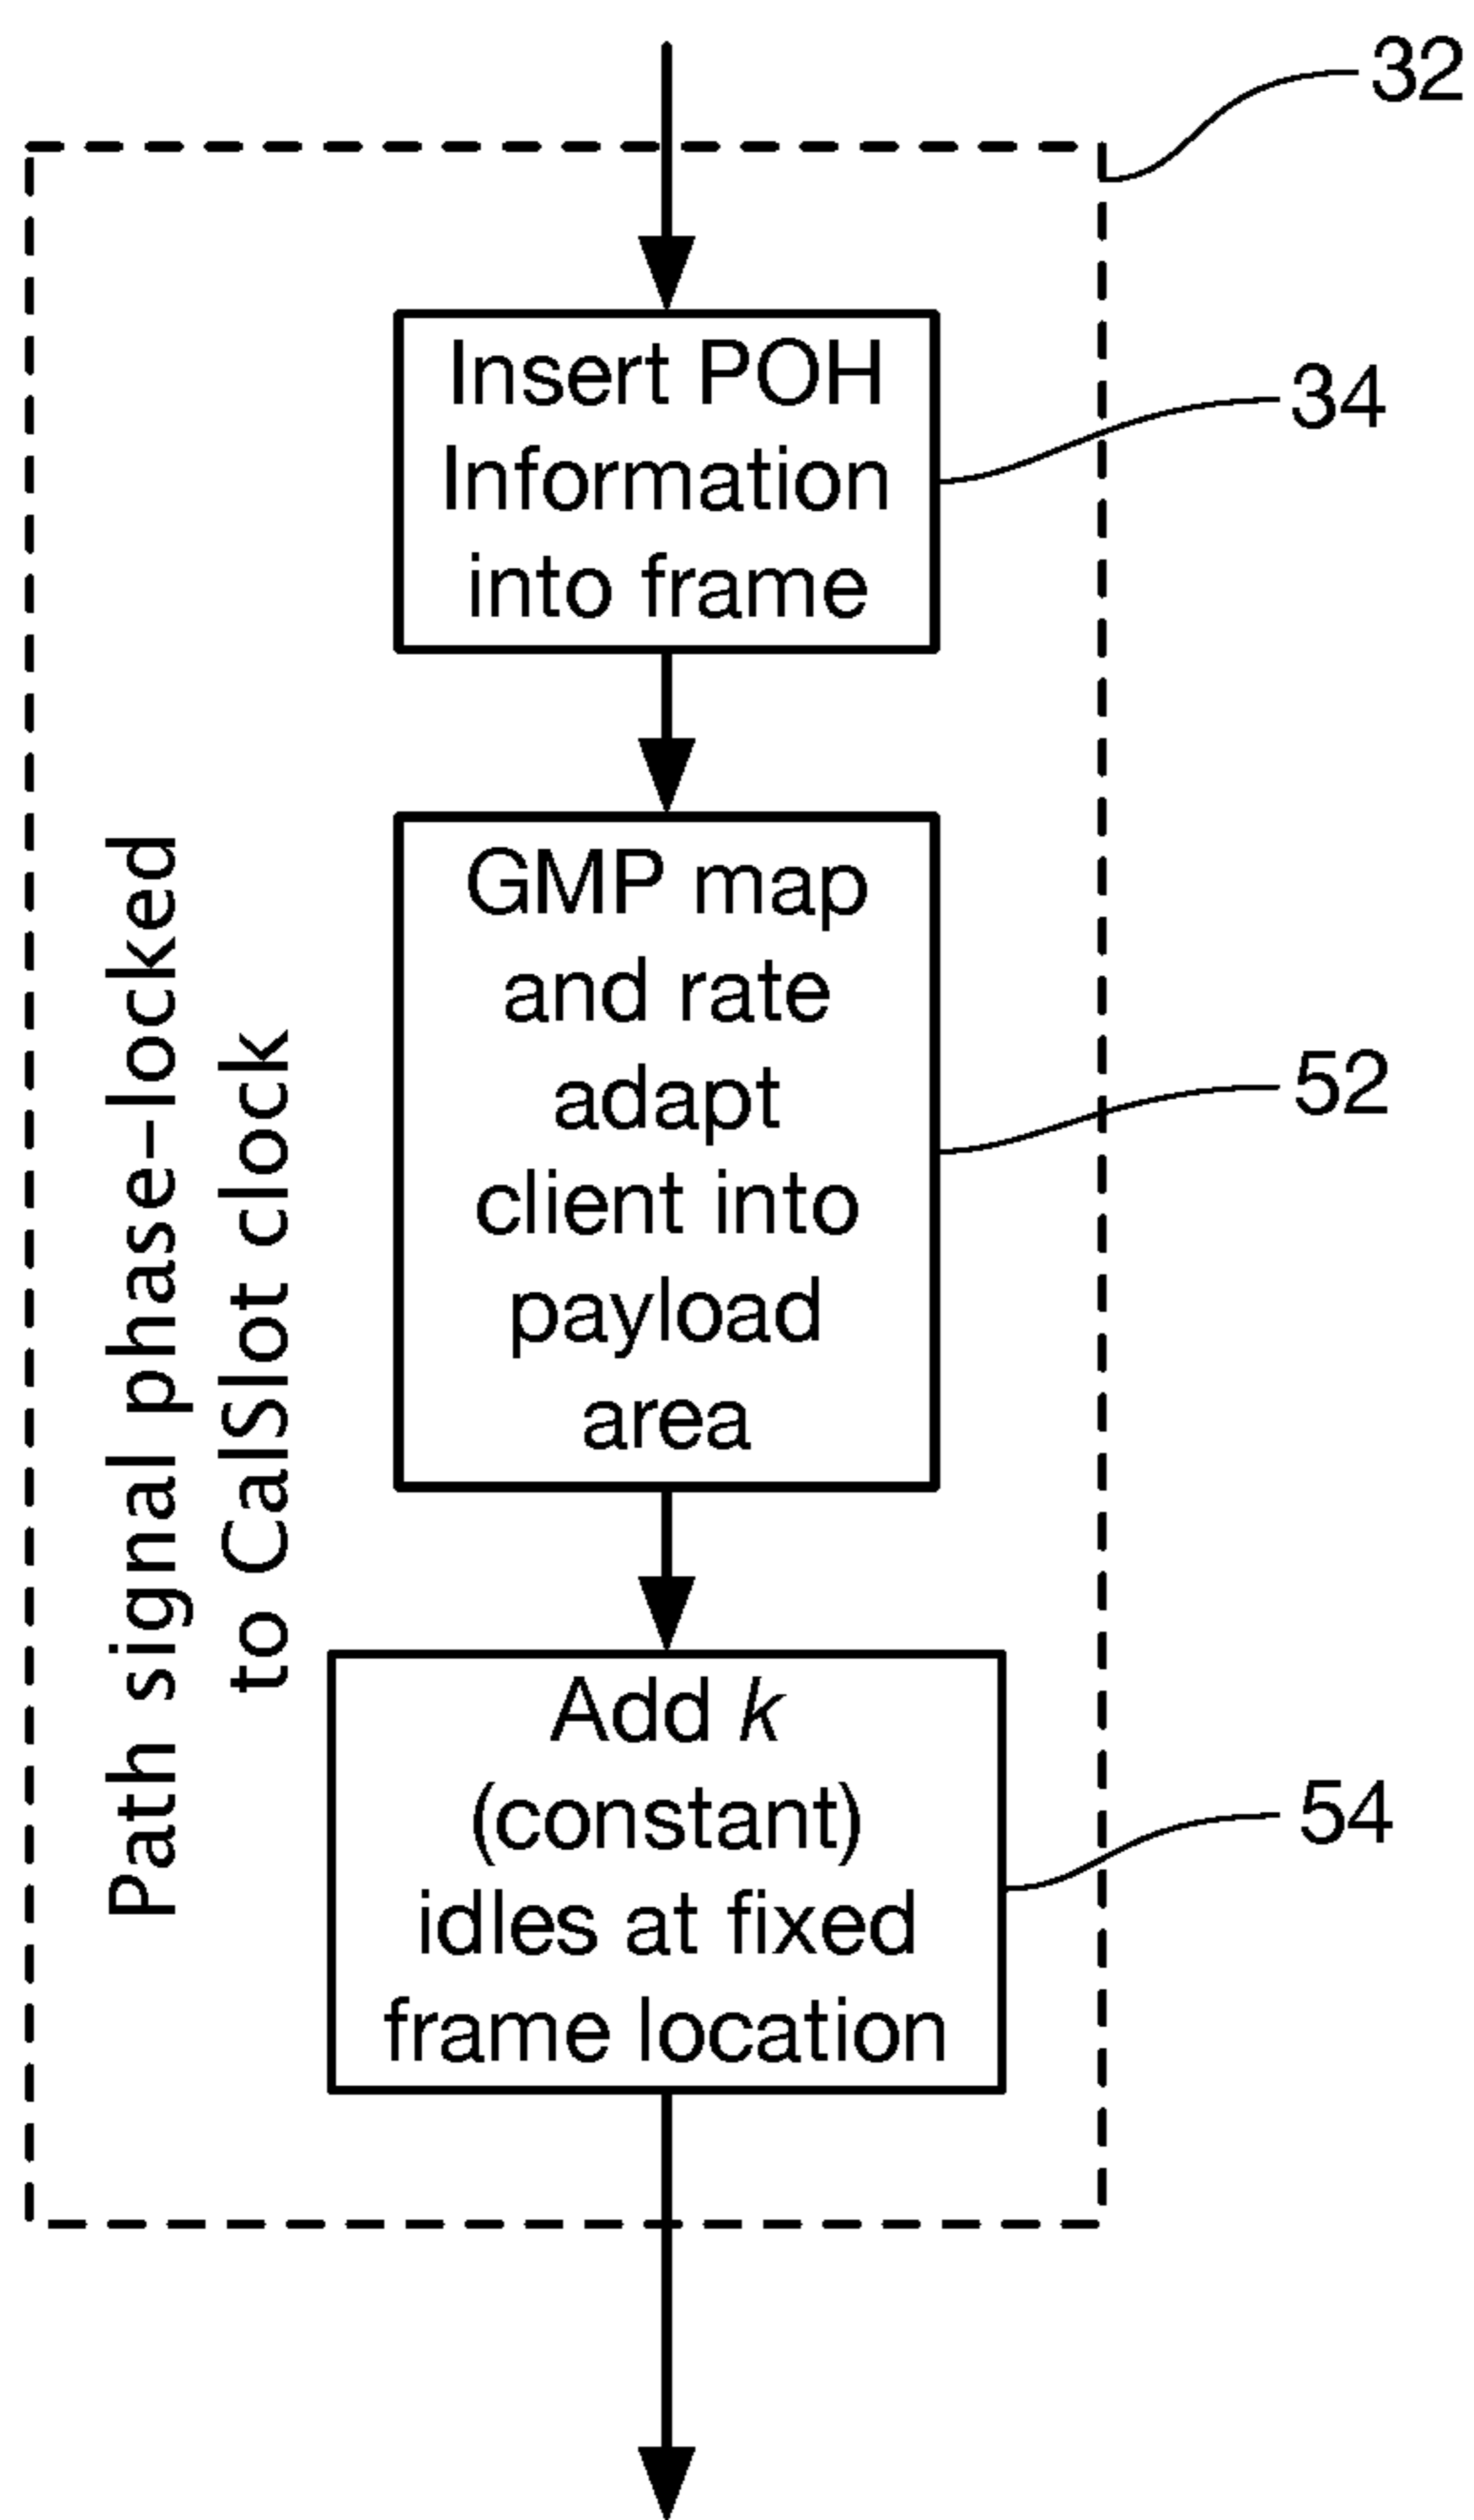 32
Insert POH
Information
into frame
34
GMP map
and rate
adapt
client into
payload
area
52
Path signal phase-locked
to CalSlot clock
Add k
(constant)
idles at fixed
frame location
54